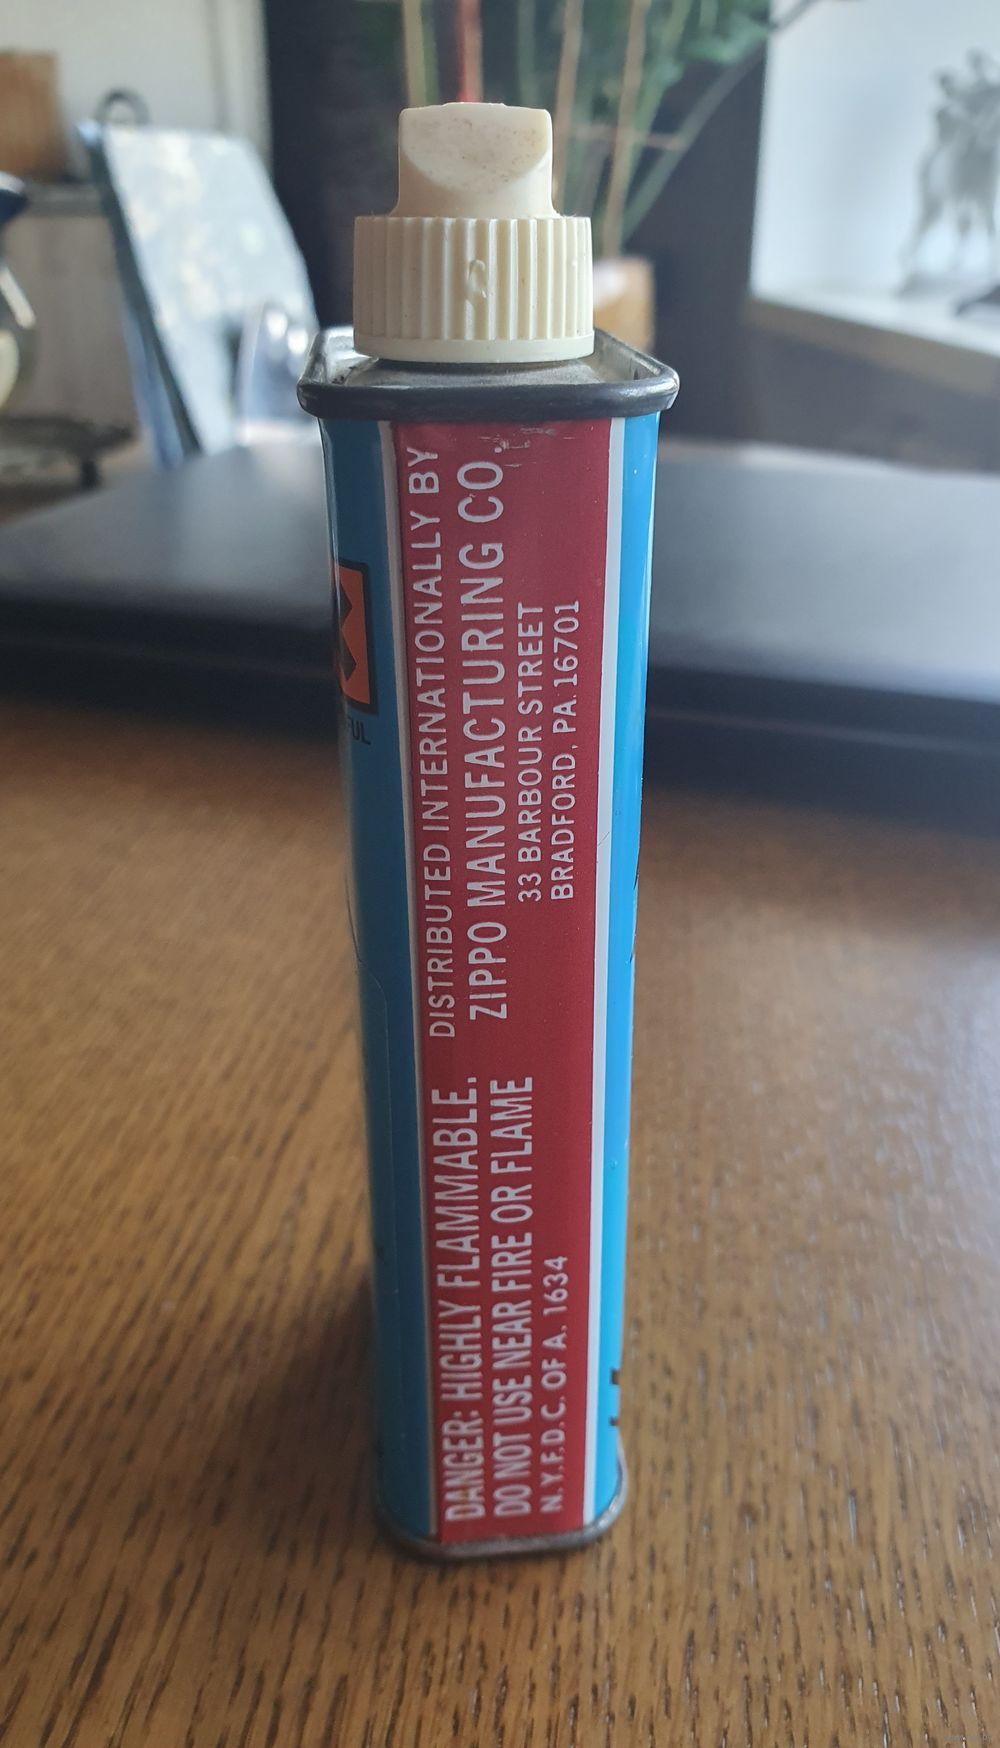 DANGER: HIGHLY FLAMMABLE.
DO NOT USE NEAR FIRE OR FLAME
N.Y.F.D. C. OF A. 1634
DISTRIBUTED INTERNATIONALLY BY
ZIPPO MANUFACTURING CO.
33 BARBOUR STREET
BRADFORD, PA. 16701